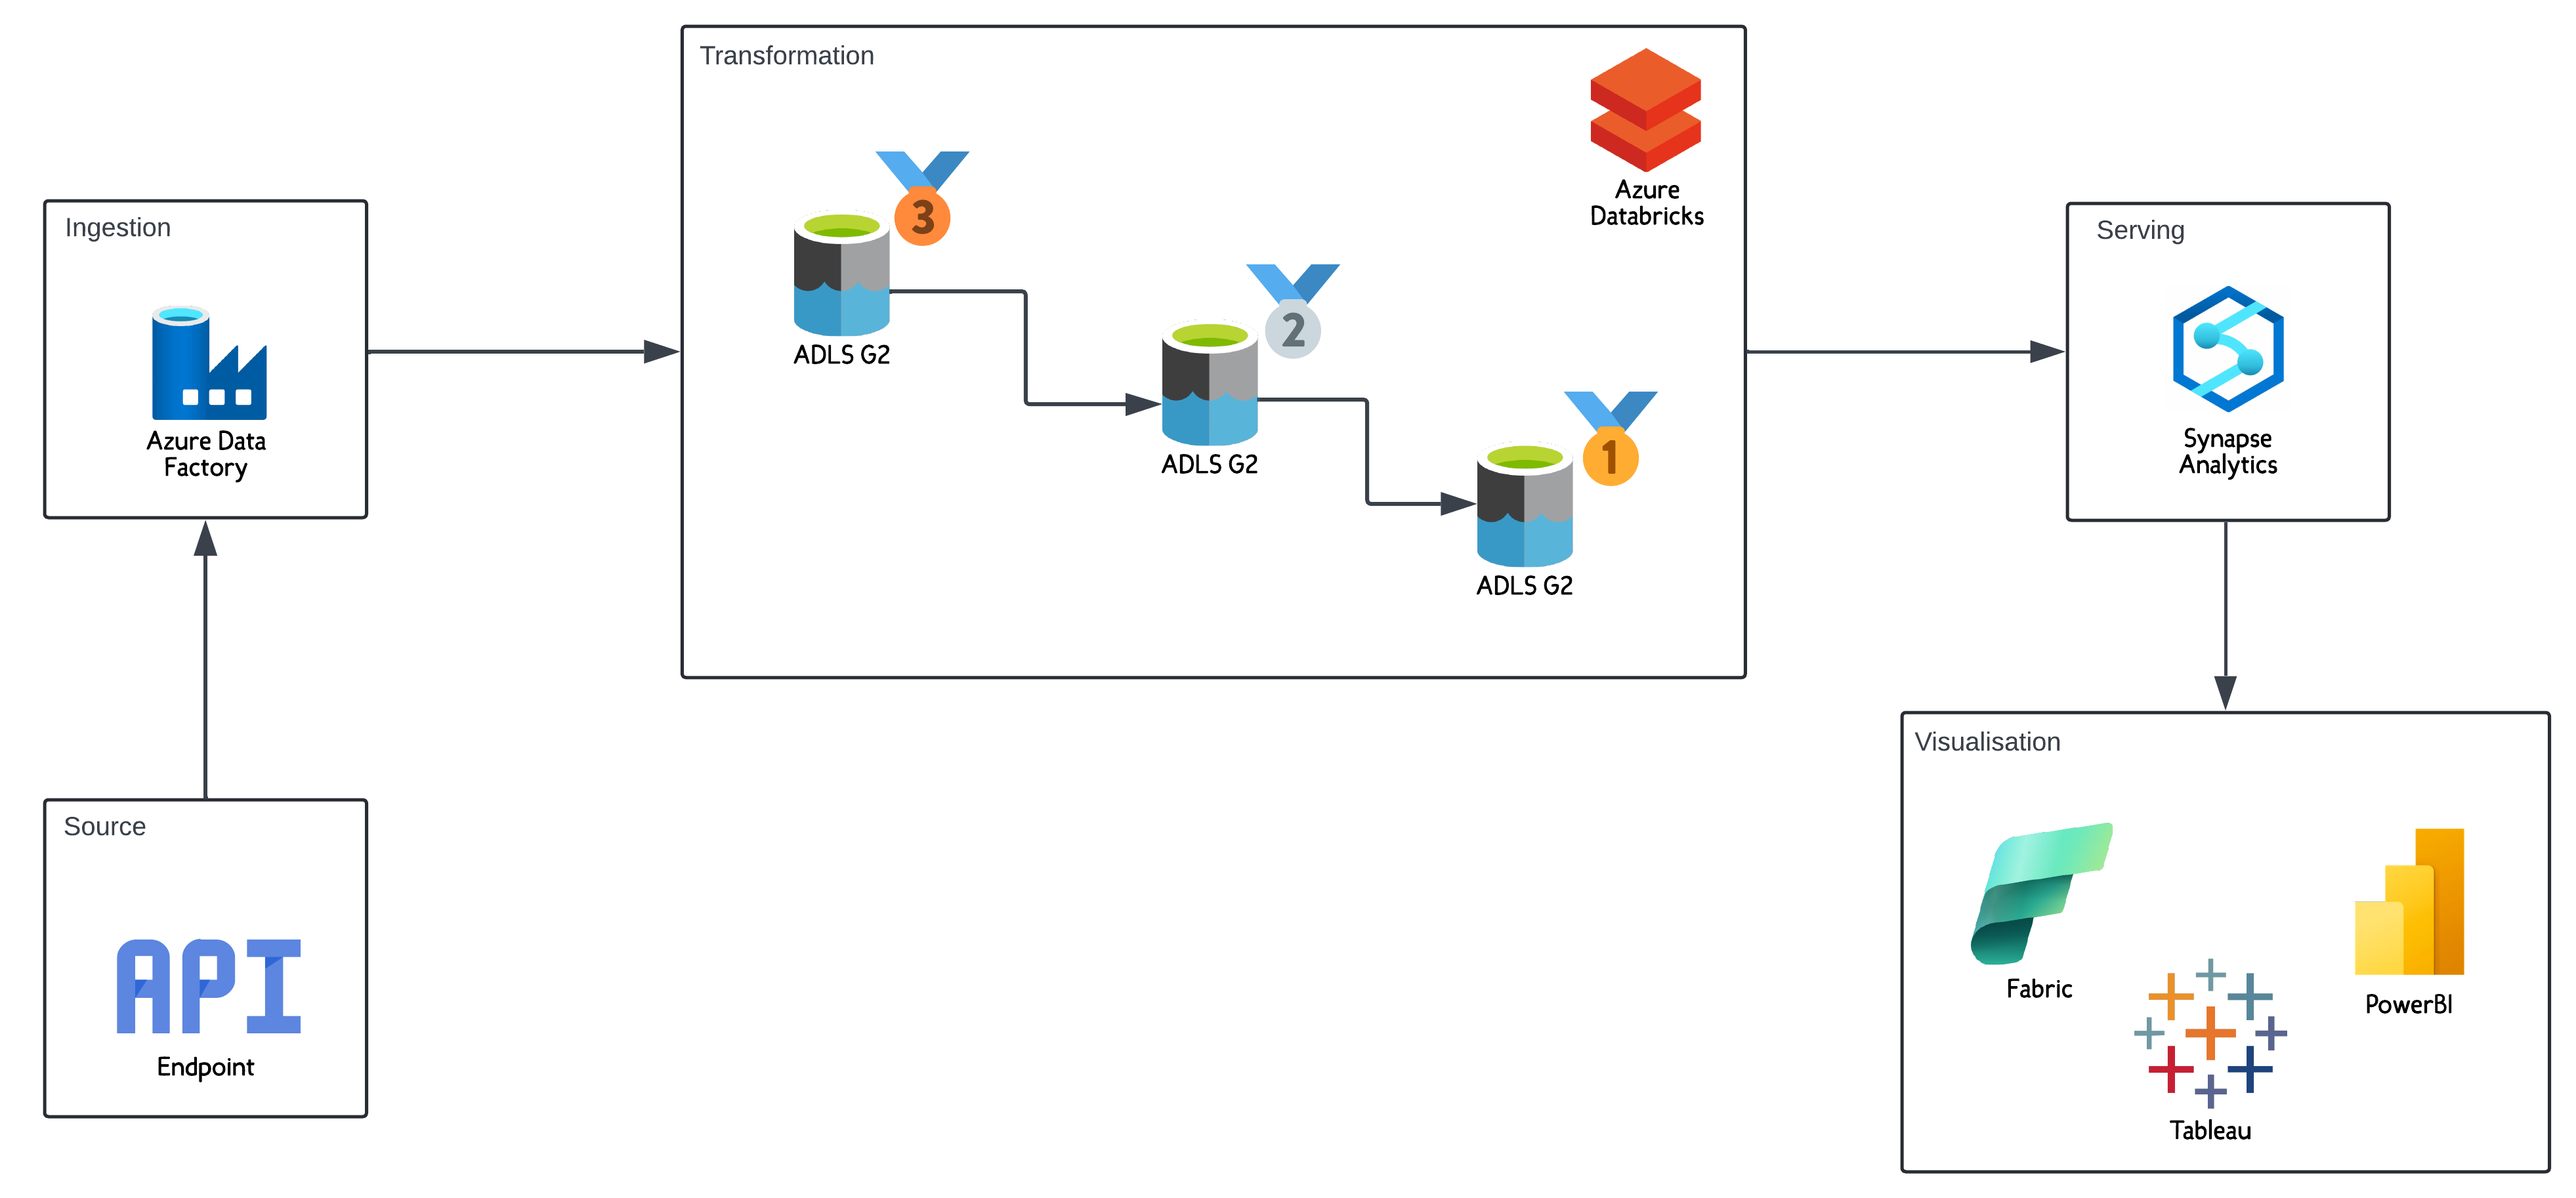 Transformation
Azure
Databricks
3
ADLS G2
2
ADLS G2
1
ADLS G2
Ingestion
Azure Data
Factory
Serving
Synapse
Analytics
Source
API
Endpoint
Visualisation
Fabric
PowerBI
Tableau